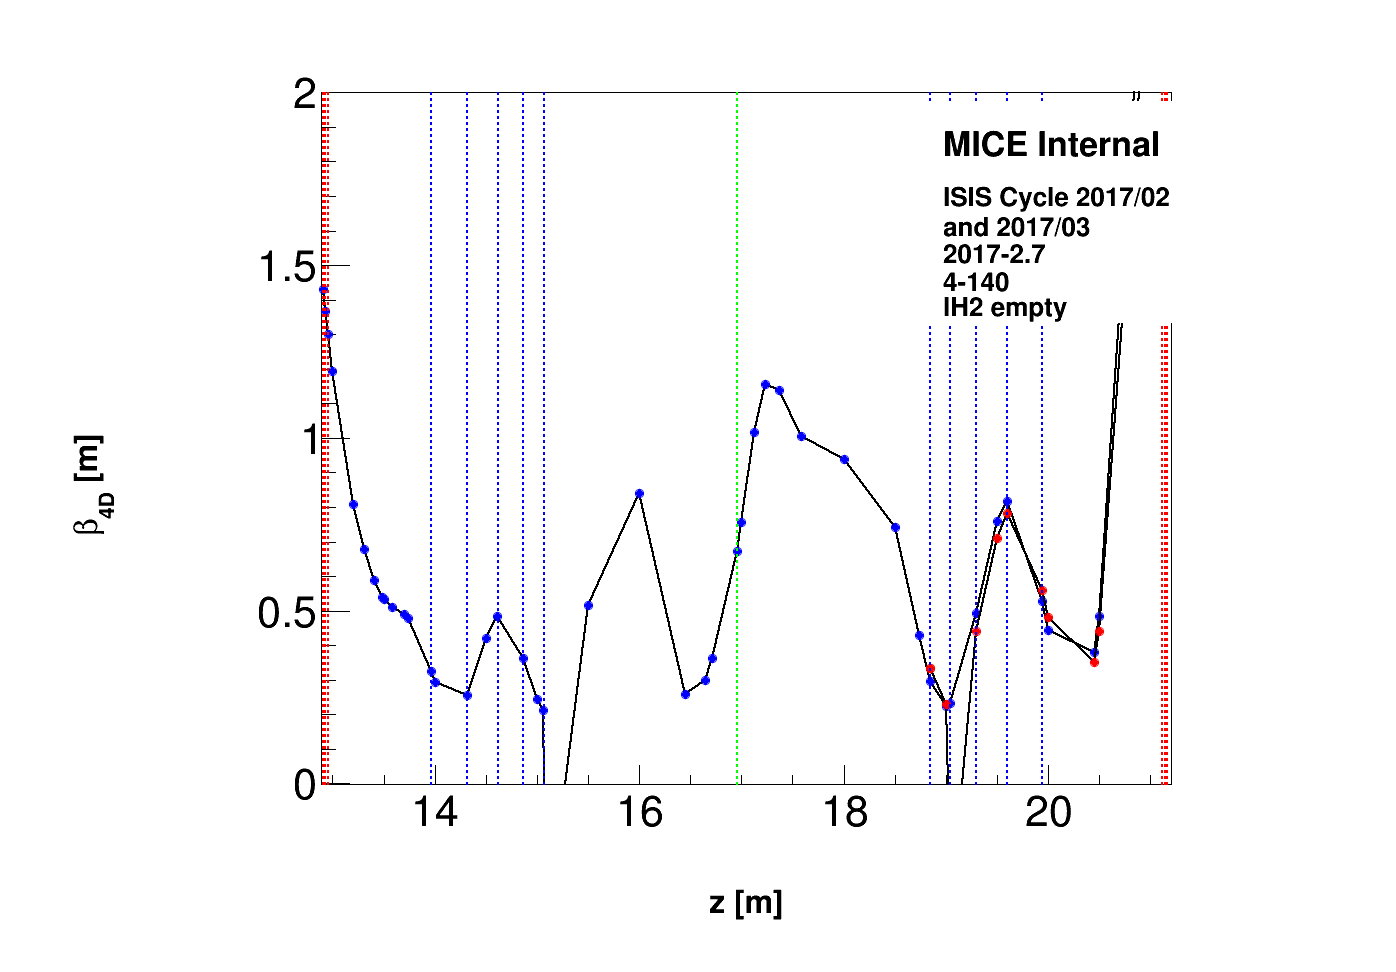 2
1.5
1
0.5
0
β4D [m]
MICE Internal
ISIS Cycle 2017/02
and 2017/03
2017-2.7
4-140
lH2 empty
14 16 18 20
z [m]